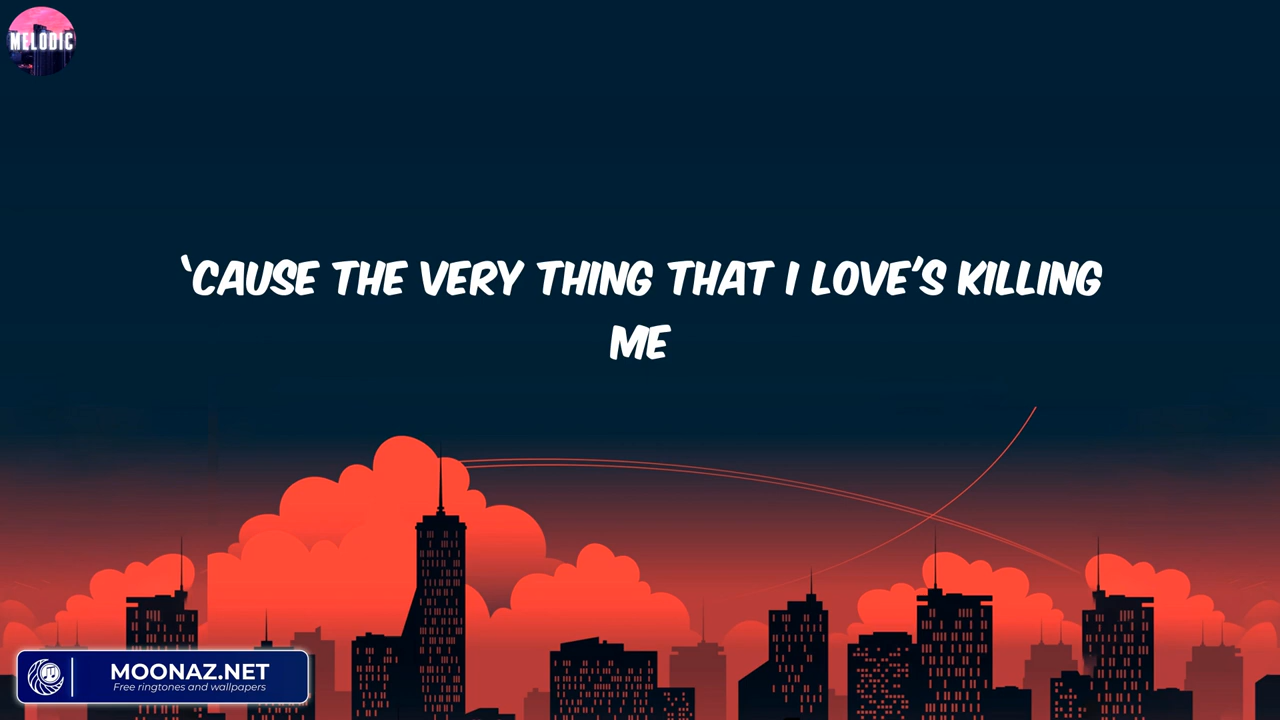 MELODIC
‘CAUSE THE VERY THING THAT I LOVE’S KILLING
ME
MOONAZ.NET
Free ringtones and wallpapers